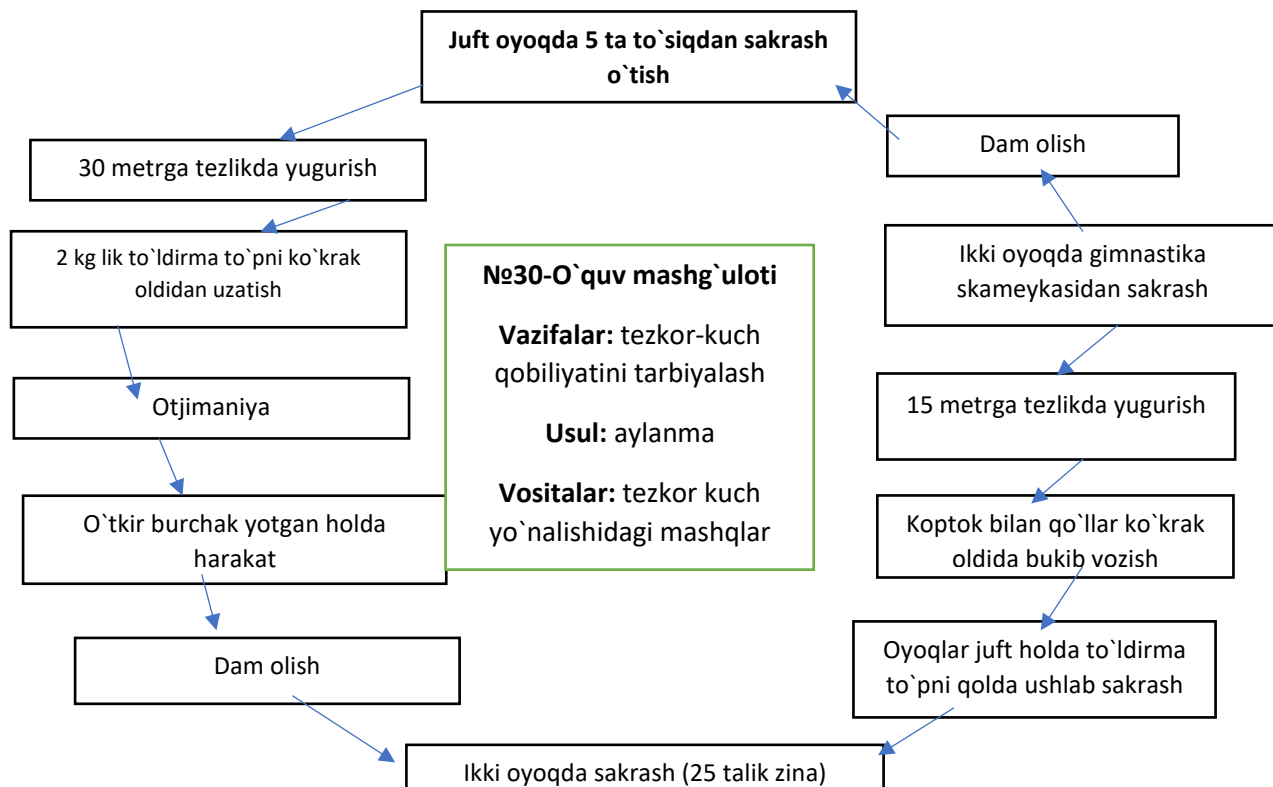 Juft oyoqda 5 ta to`siqdan sakrash
o`tish
30 metrga tezlikda yugurish
Dam olish
2 kg lik to`ldirma to`pni ko`krak
oldidan uzatish
Ikki oyoqda gimnastika
skameykasidan sakrash
№30-O`quv mashg`uloti
Vazifalar: tezkor-kuch
qobiliyatini tarbiyalash
Usul: aylanma
Vositalar: tezkor kuch
yo`nalishidagi mashqlar
Otjimaniya
15 metrga tezlikda yugurish
O`tkir burchak yotgan holda
harakat
Koptok bilan qo`llar ko`krak
oldida bukib vozish
Dam olish
Oyoqlar juft holda to`ldirma
to`pni qolda ushlab sakrash
Ikki oyoqda sakrash (25 talik zina)